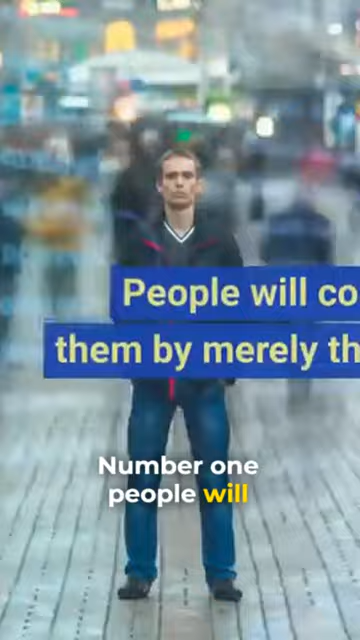 People will co
them by merely th
Number one
people will